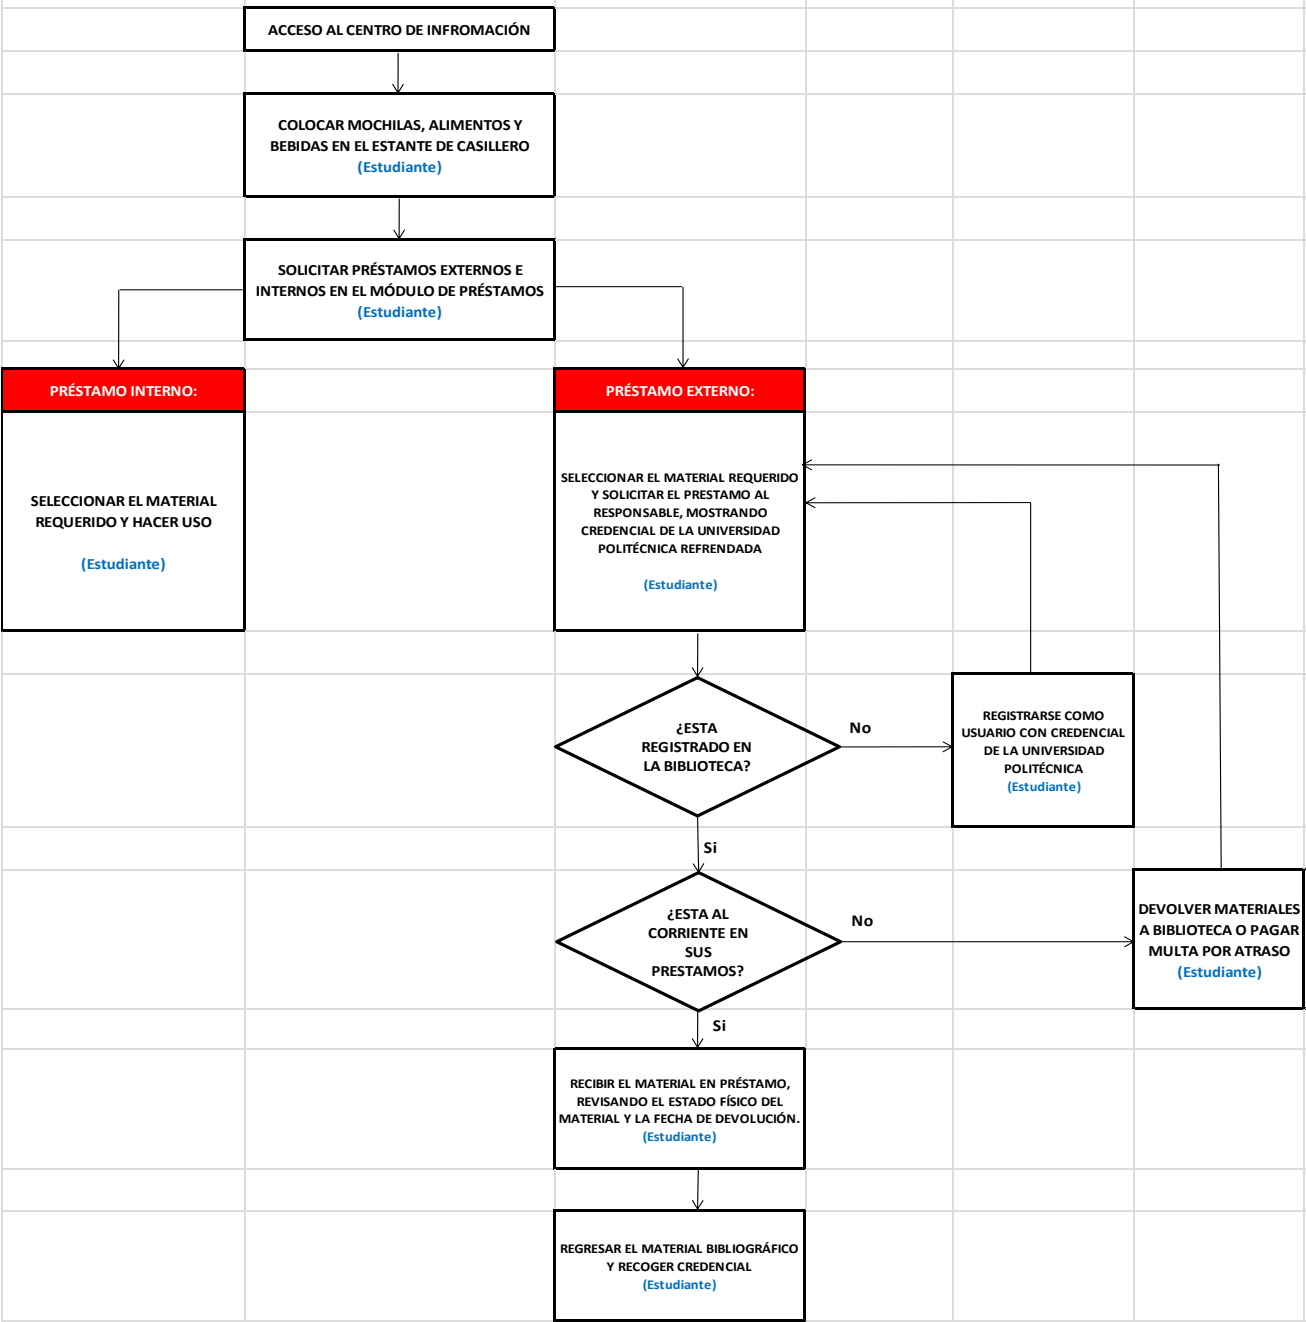 ACCESO AL CENTRO DE INFROMACIÓN
COLOCAR MOCHILAS, ALIMENTOS Y
BEBIDAS EN EL ESTANTE DE CASILLERO
(Estudiante)
SOLICITAR PRÉSTAMOS EXTERNOS E
INTERNOS EN EL MÓDULO DE PRÉSTAMOS
(Estudiante)
PRÉSTAMO INTERNO:
SELECCIONAR EL MATERIAL
REQUERIDO Y HACER USO
(Estudiante)
PRÉSTAMO EXTERNO:
SELECCIONAR EL MATERIAL REQUERIDO
Y SOLICITAR EL PRESTAMO AL
RESPONSABLE, MOSTRANDO
CREDENCIAL DE LA UNIVERSIDAD
POLITÉCNICA REFRENDADA
(Estudiante)
¿ESTA
REGISTRADO EN
LA BIBLIOTECA?
No
REGISTRARSE COMO
USUARIO CON CREDENCIAL
DE LA UNIVERSIDAD
POLITÉCNICA
(Estudiante)
Si
¿ESTA AL
CORRIENTE EN
SUS
PRESTAMOS?
No
DEVOLVER MATERIALES
A BIBLIOTECA O PAGAR
MULTA POR ATRASO
(Estudiante)
Si
RECIBIR EL MATERIAL EN PRÉSTAMO,
REVISANDO EL ESTADO FÍSICO DEL
MATERIAL Y LA FECHA DE DEVOLUCIÓN.
(Estudiante)
REGRESAR EL MATERIAL BIBLIOGRÁFICO
Y RECOGER CREDENCIAL
(Estudiante)